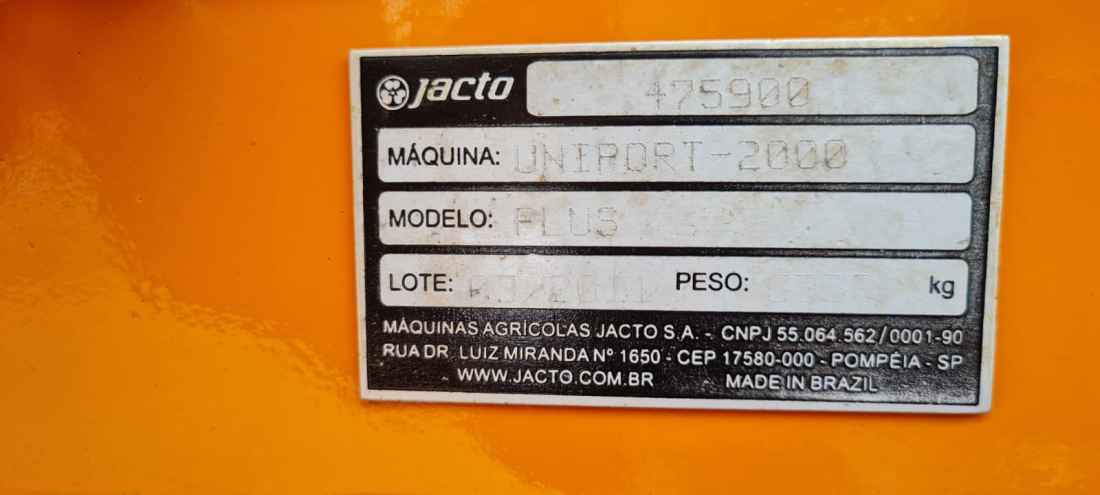 jacto 475900
MÁQUINA: UNIPORT-2000
MODELO: PLUS
LOTE: PESO: kg
MÁQUINAS AGRÍCOLAS JACTO S.A. - CNPJ 55.064.562/0001-90
RUA DR. LUIZ MIRANDA Nº 1650 - CEP 17580-000 - POMPÉIA - SP
WWW.JACTO.COM.BR MADE IN BRAZIL